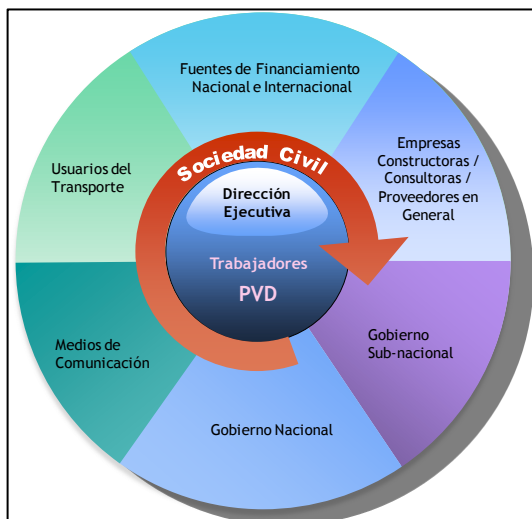 Fuentes de Financiamiento
Nacional e Internacional
Empresas
Constructoras /
Consultoras /
Proveedores en
General
Usuarios del
Transporte
Sociedad Civil
Dirección
Ejecutiva
Trabajadores
PVD
Medios de
Comunicación
Gobierno
Sub-nacional
Gobierno Nacional